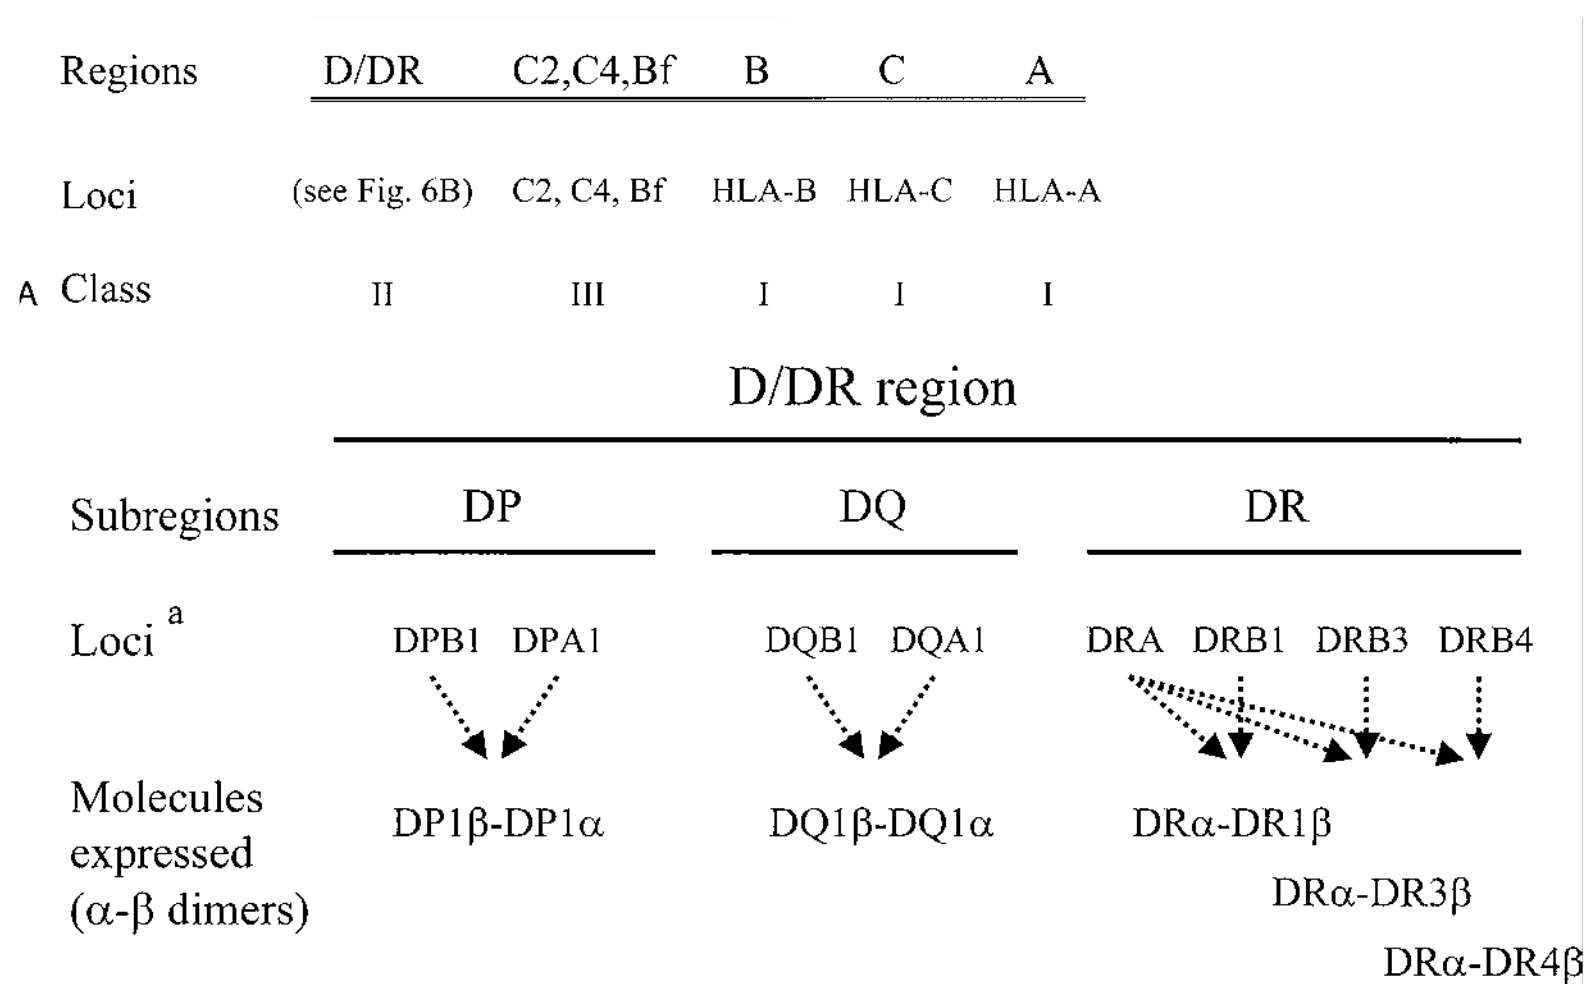 Regions D/DR C2,C4,Bf B C A
Loci (see Fig. 6B) C2, C4, Bf HLA-B HLA-C HLA-A
A Class II III I I I
D/DR region
Subregions DP DQ DR
Loci a DPB1 DPA1 DQB1 DQA1 DRA DRB1 DRB3 DRB4
Molecules
expressed
(α-β dimers)
DP1β-DP1α DQ1β-DQ1α DRα-DR1β
DRα-DR3β
DRα-DR4β